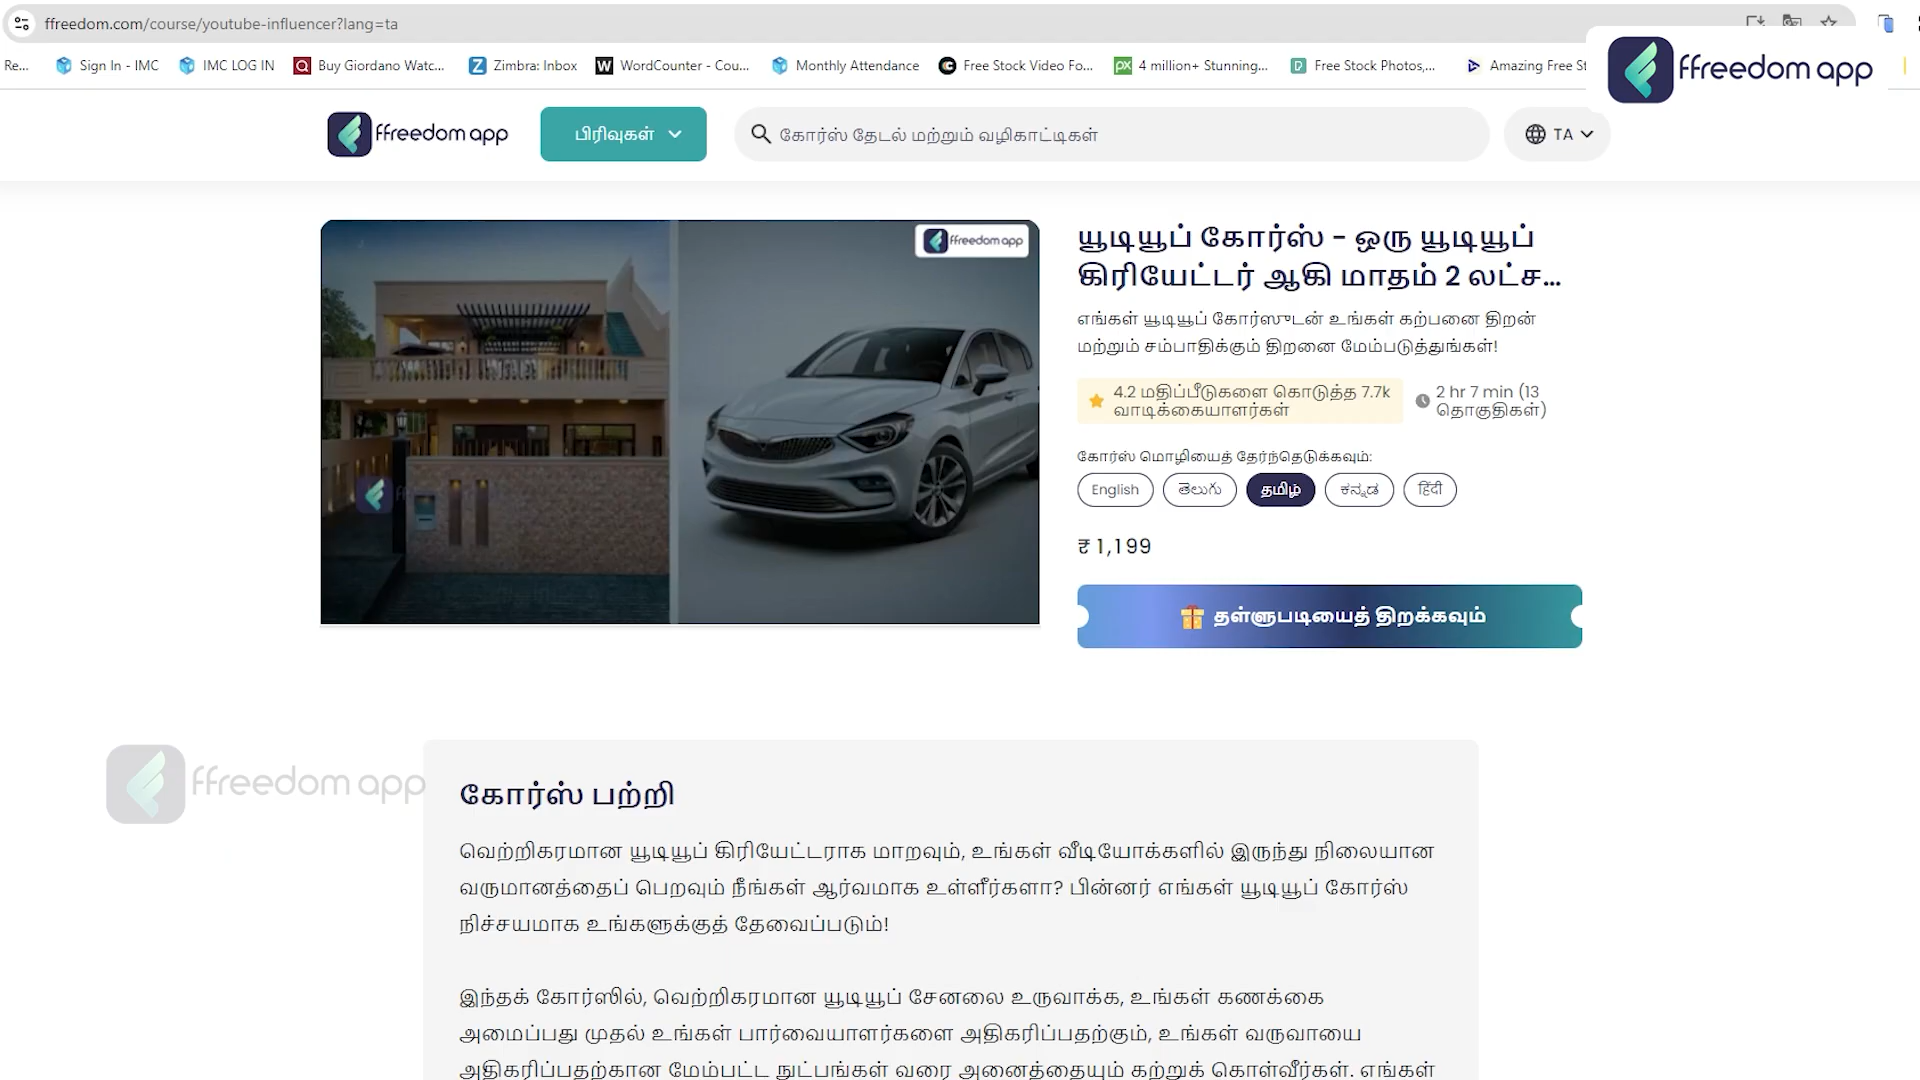 ffreedom.com/course/youtube-influencer?lang=ta
Re... Sign In - IMC IMC LOG IN Buy Giordano Watc... Zimbra: Inbox WordCounter - Cou... Monthly Attendance Free Stock Video Fo... 4 million+ Stunning... Free Stock Photos,... Amazing Free St
ffreedom app
ffreedom app பிரிவுகள் கோர்ஸ் தேடல் மற்றும் வழிகாட்டிகள் TA
ffreedom app
யூடியூப் கோர்ஸ் - ஒரு யூடியூப்
கிரியேட்டர் ஆகி மாதம் 2 லட்ச...
எங்கள் யூடியூப் கோர்ஸுடன் உங்கள் கற்பனை திறன்
மற்றும் சம்பாதிக்கும் திறனை மேம்படுத்துங்கள்!
4.2 மதிப்பீடுகளை கொடுத்த 7.7k
வாடிக்கையாளர்கள்
2 hr 7 min (13
தொகுதிகள்)
கோர்ஸ் மொழியைத் தேர்ந்தெடுக்கவும்:
English తెలుగు தமிழ் ಕನ್ನಡ हिंदी
₹ 1,199
தள்ளுபடியைத் திறக்கவும்
ffreedom app
கோர்ஸ் பற்றி
வெற்றிகரமான யூடியூப் கிரியேட்டராக மாறவும், உங்கள் வீடியோக்களில் இருந்து நிலையான
வருமானத்தைப் பெறவும் நீங்கள் ஆர்வமாக உள்ளீர்களா? பின்னர் எங்கள் யூடியூப் கோர்ஸ்
நிச்சயமாக உங்களுக்குத் தேவைப்படும்!
இந்தக் கோர்ஸில், வெற்றிகரமான யூடியூப் சேனலை உருவாக்க, உங்கள் கணக்கை
அமைப்பது முதல் உங்கள் பார்வையாளர்களை அதிகரிப்பதற்கும், உங்கள் வருவாயை
அதிகரிப்பதற்கான மேம்பட்ட நுட்பங்கள் வரை அனைத்தையும் கற்றுக் கொள்வீர்கள். எங்கள்